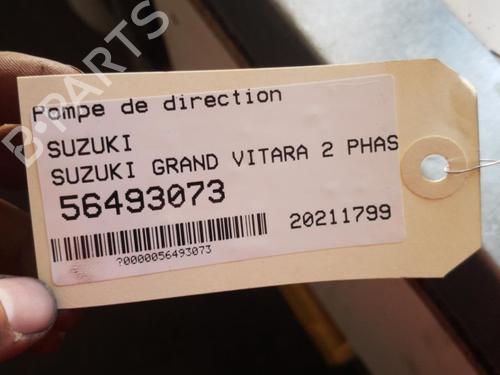 B-PARTS
Pompe de direction
SUZUKI
SUZUKI GRAND VITARA 2 PHAS
56493073
20211799
?0000056493073